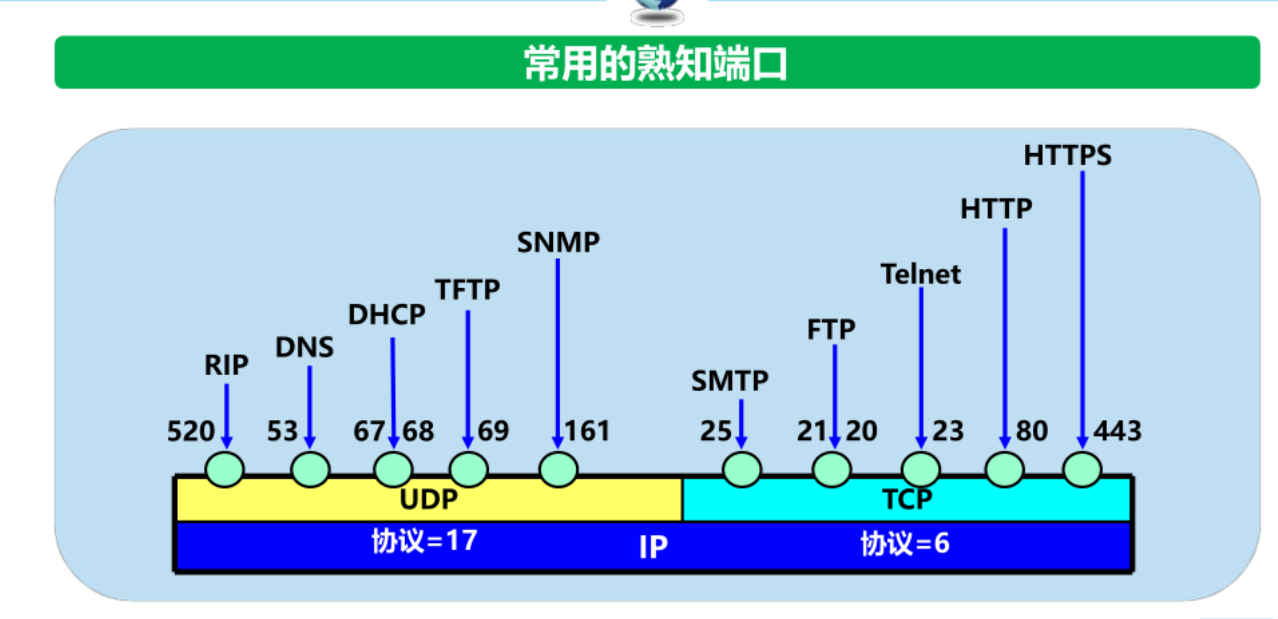 常用的熟知端口
HTTPS
HTTP
SNMP
Telnet
TFTP
DHCP
FTP
DNS
RIP
SMTP
520 53 67 68 69 161 25 21 20 23 80 443
UDP TCP
协议=17 IP 协议=6